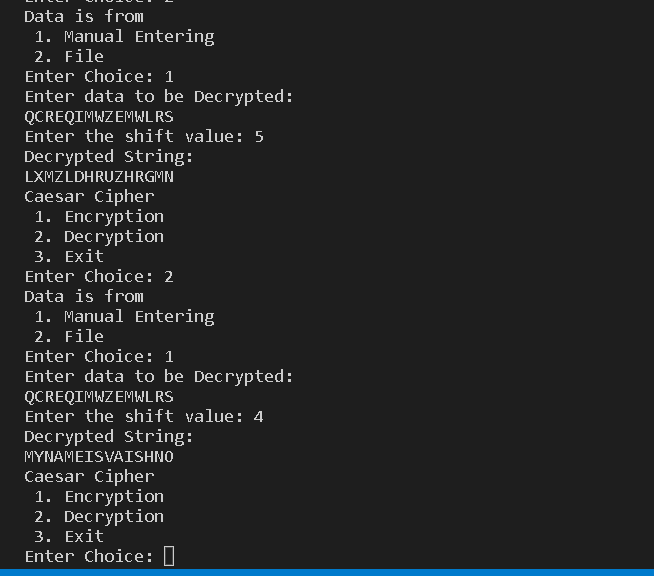 Enter Choice: 2
Data is from
 1. Manual Entering
 2. File
Enter Choice: 1
Enter data to be Decrypted:
QCREQIMWZEMWLRS
Enter the shift value: 5
Decrypted String:
LXMZLDHRUZHRGMN
Caesar Cipher
 1. Encryption
 2. Decryption
 3. Exit
Enter Choice: 2
Data is from
 1. Manual Entering
 2. File
Enter Choice: 1
Enter data to be Decrypted:
QCREQIMWZEMWLRS
Enter the shift value: 4
Decrypted String:
MYNAMEISVAISHNO
Caesar Cipher
 1. Encryption
 2. Decryption
 3. Exit
Enter Choice: